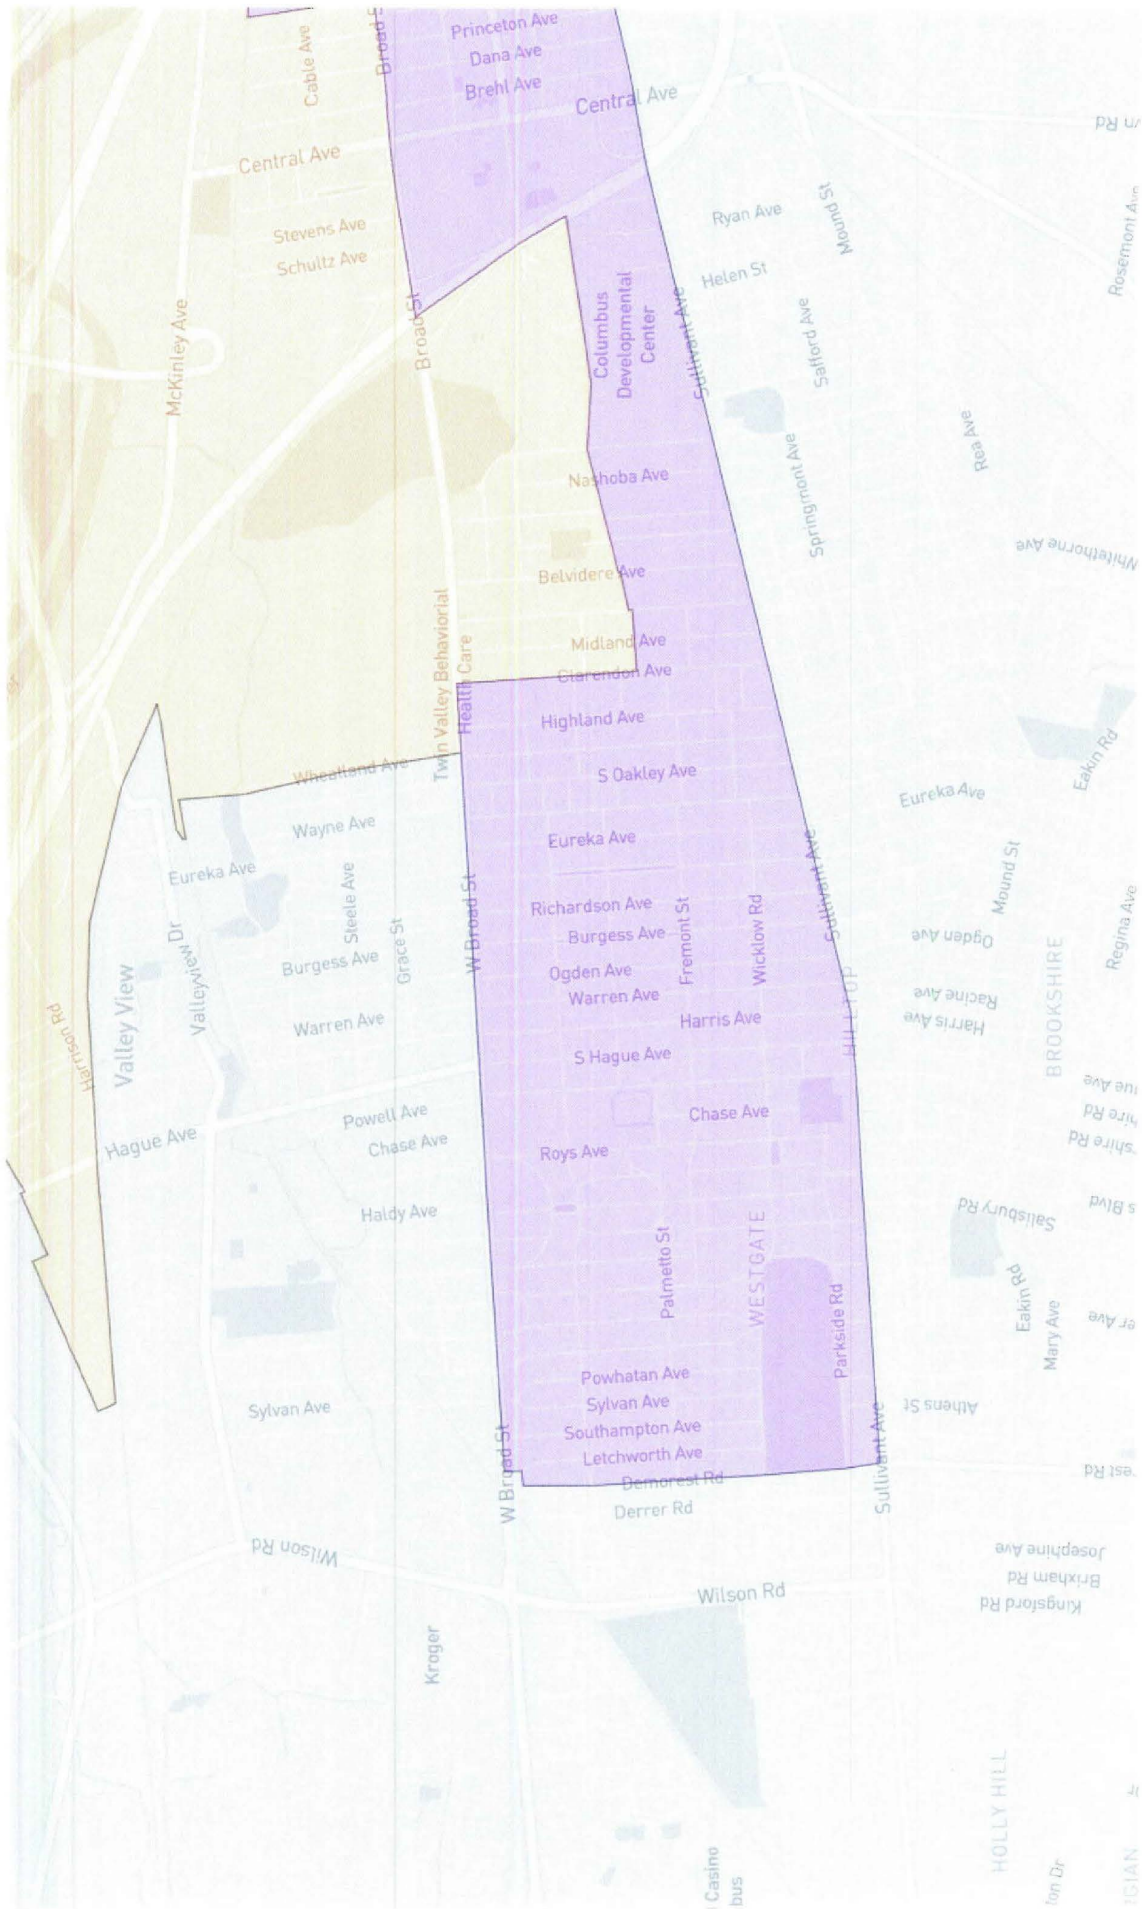 Princeton Ave
Dana Ave
Brehl Ave
Cable Ave
Central Ave
Central Ave
Stevens Ave
Schultz Ave
Ryan Ave
Mound St
Rosemont Ave
Helen St
McKinley Ave
Broad St
Columbus
Developmental
Center
Sullivant Ave
Safford Ave
Rea Ave
Nashoba Ave
Springmont Ave
Whitethorne Ave
Belvidere Ave
Midland Ave
Clarendon Ave
Twin Valley Behaviorial
Health Care
Highland Ave
Wheatland Ave
S Oakley Ave
Eakin Rd
Eureka Ave
Wayne Ave
Eureka Ave
Eureka Ave
Steele Ave
Sullivant Ave
Mound St
Richardson Ave
W Broad St
Burgess Ave
Fremont St
Wicklow Rd
Ogden Ave
Regina Ave
Valleyview Dr
Burgess Ave
Grace St
Ogden Ave
Warren Ave
Racine Ave
Harris Ave
Valley View
Warren Ave
Harris Ave
HILLTOP
BROOKSHIRE
Harrison Rd
S Hague Ave
Powell Ave
Chase Ave
Chase Ave
Hague Ave
Roys Ave
Haldy Ave
Salisbury Rd
s Blvd
Palmetto St
WESTGATE
Parkside Rd
Eakin Rd
Mary Ave
er Ave
Powhatan Ave
Sylvan Ave
Sylvan Ave
Athens St
Southampton Ave
Letchworth Ave
W Broad St
Sullivant Ave
Demorest Rd
est Rd
Derrer Rd
Wilson Rd
Josephine Ave
Brixham Rd
Kingsford Rd
Wilson Rd
Kroger
HOLLY HILL
Casino
bus